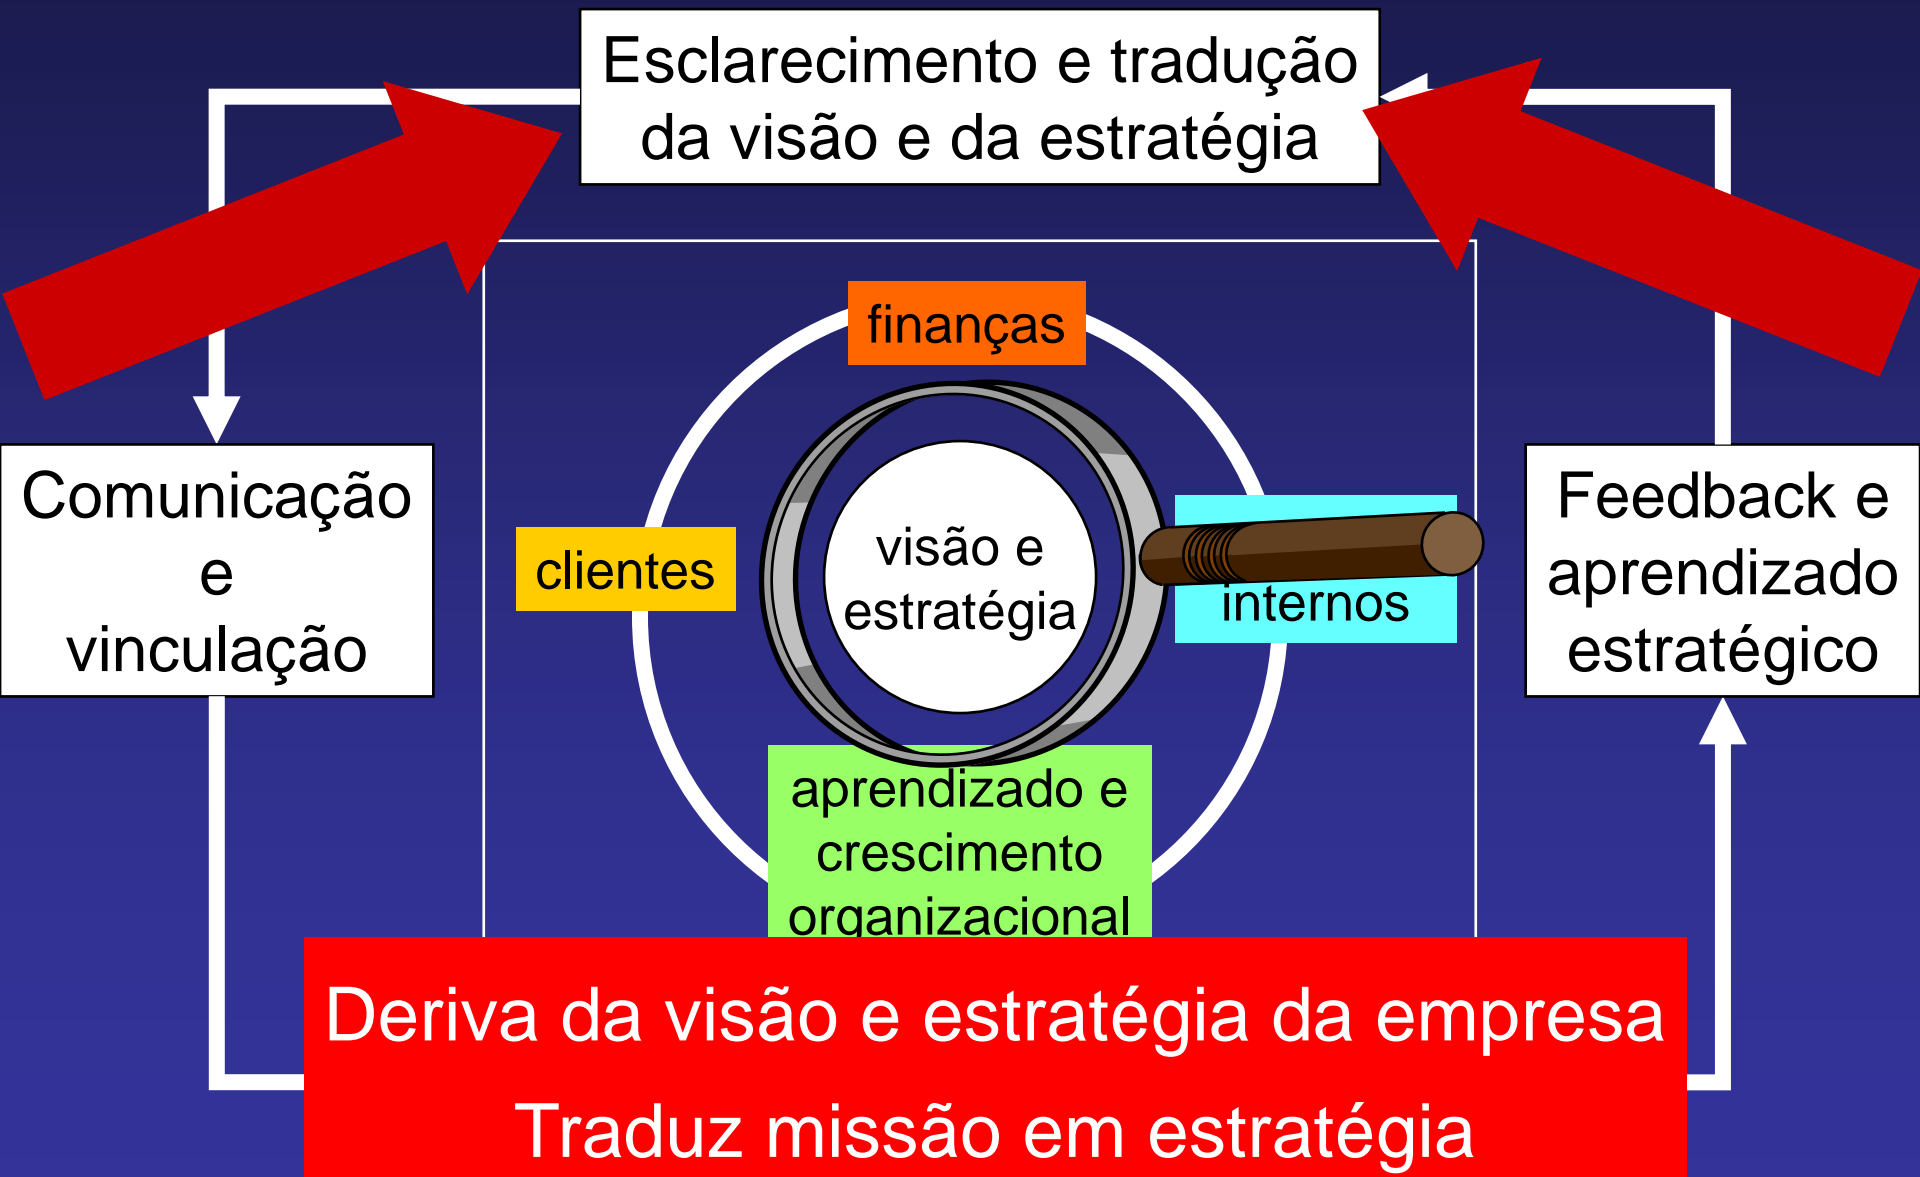 Esclarecimento e tradução
da visão e da estratégia
finanças
Comunicação
e
vinculação
clientes
visão e
estratégia
internos
Feedback e
aprendizado
estratégico
aprendizado e
crescimento
organizacional
Deriva da visão e estratégia da empresa
Traduz missão em estratégia